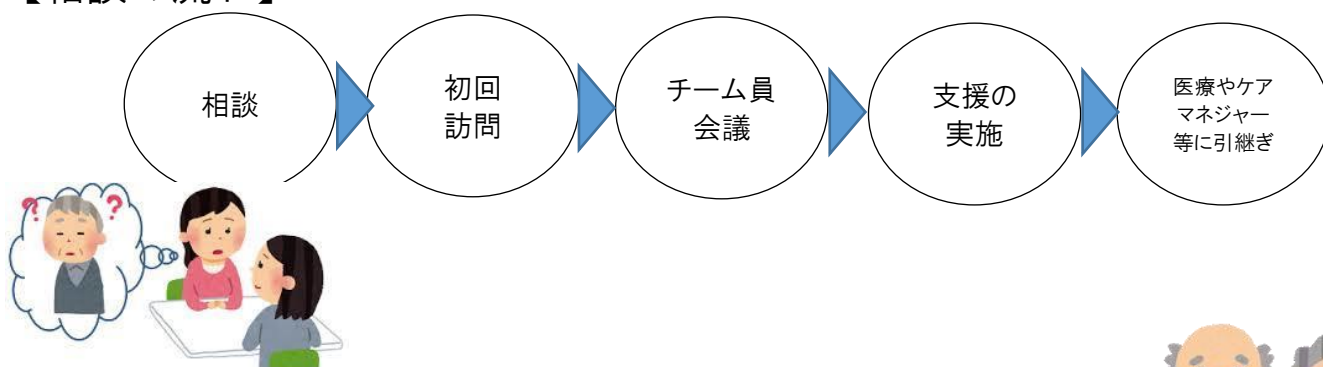 相談
初回
訪問
チーム員
会議
支援の
実施
医療やケア
マネジャー
等に引継ぎ
? ?